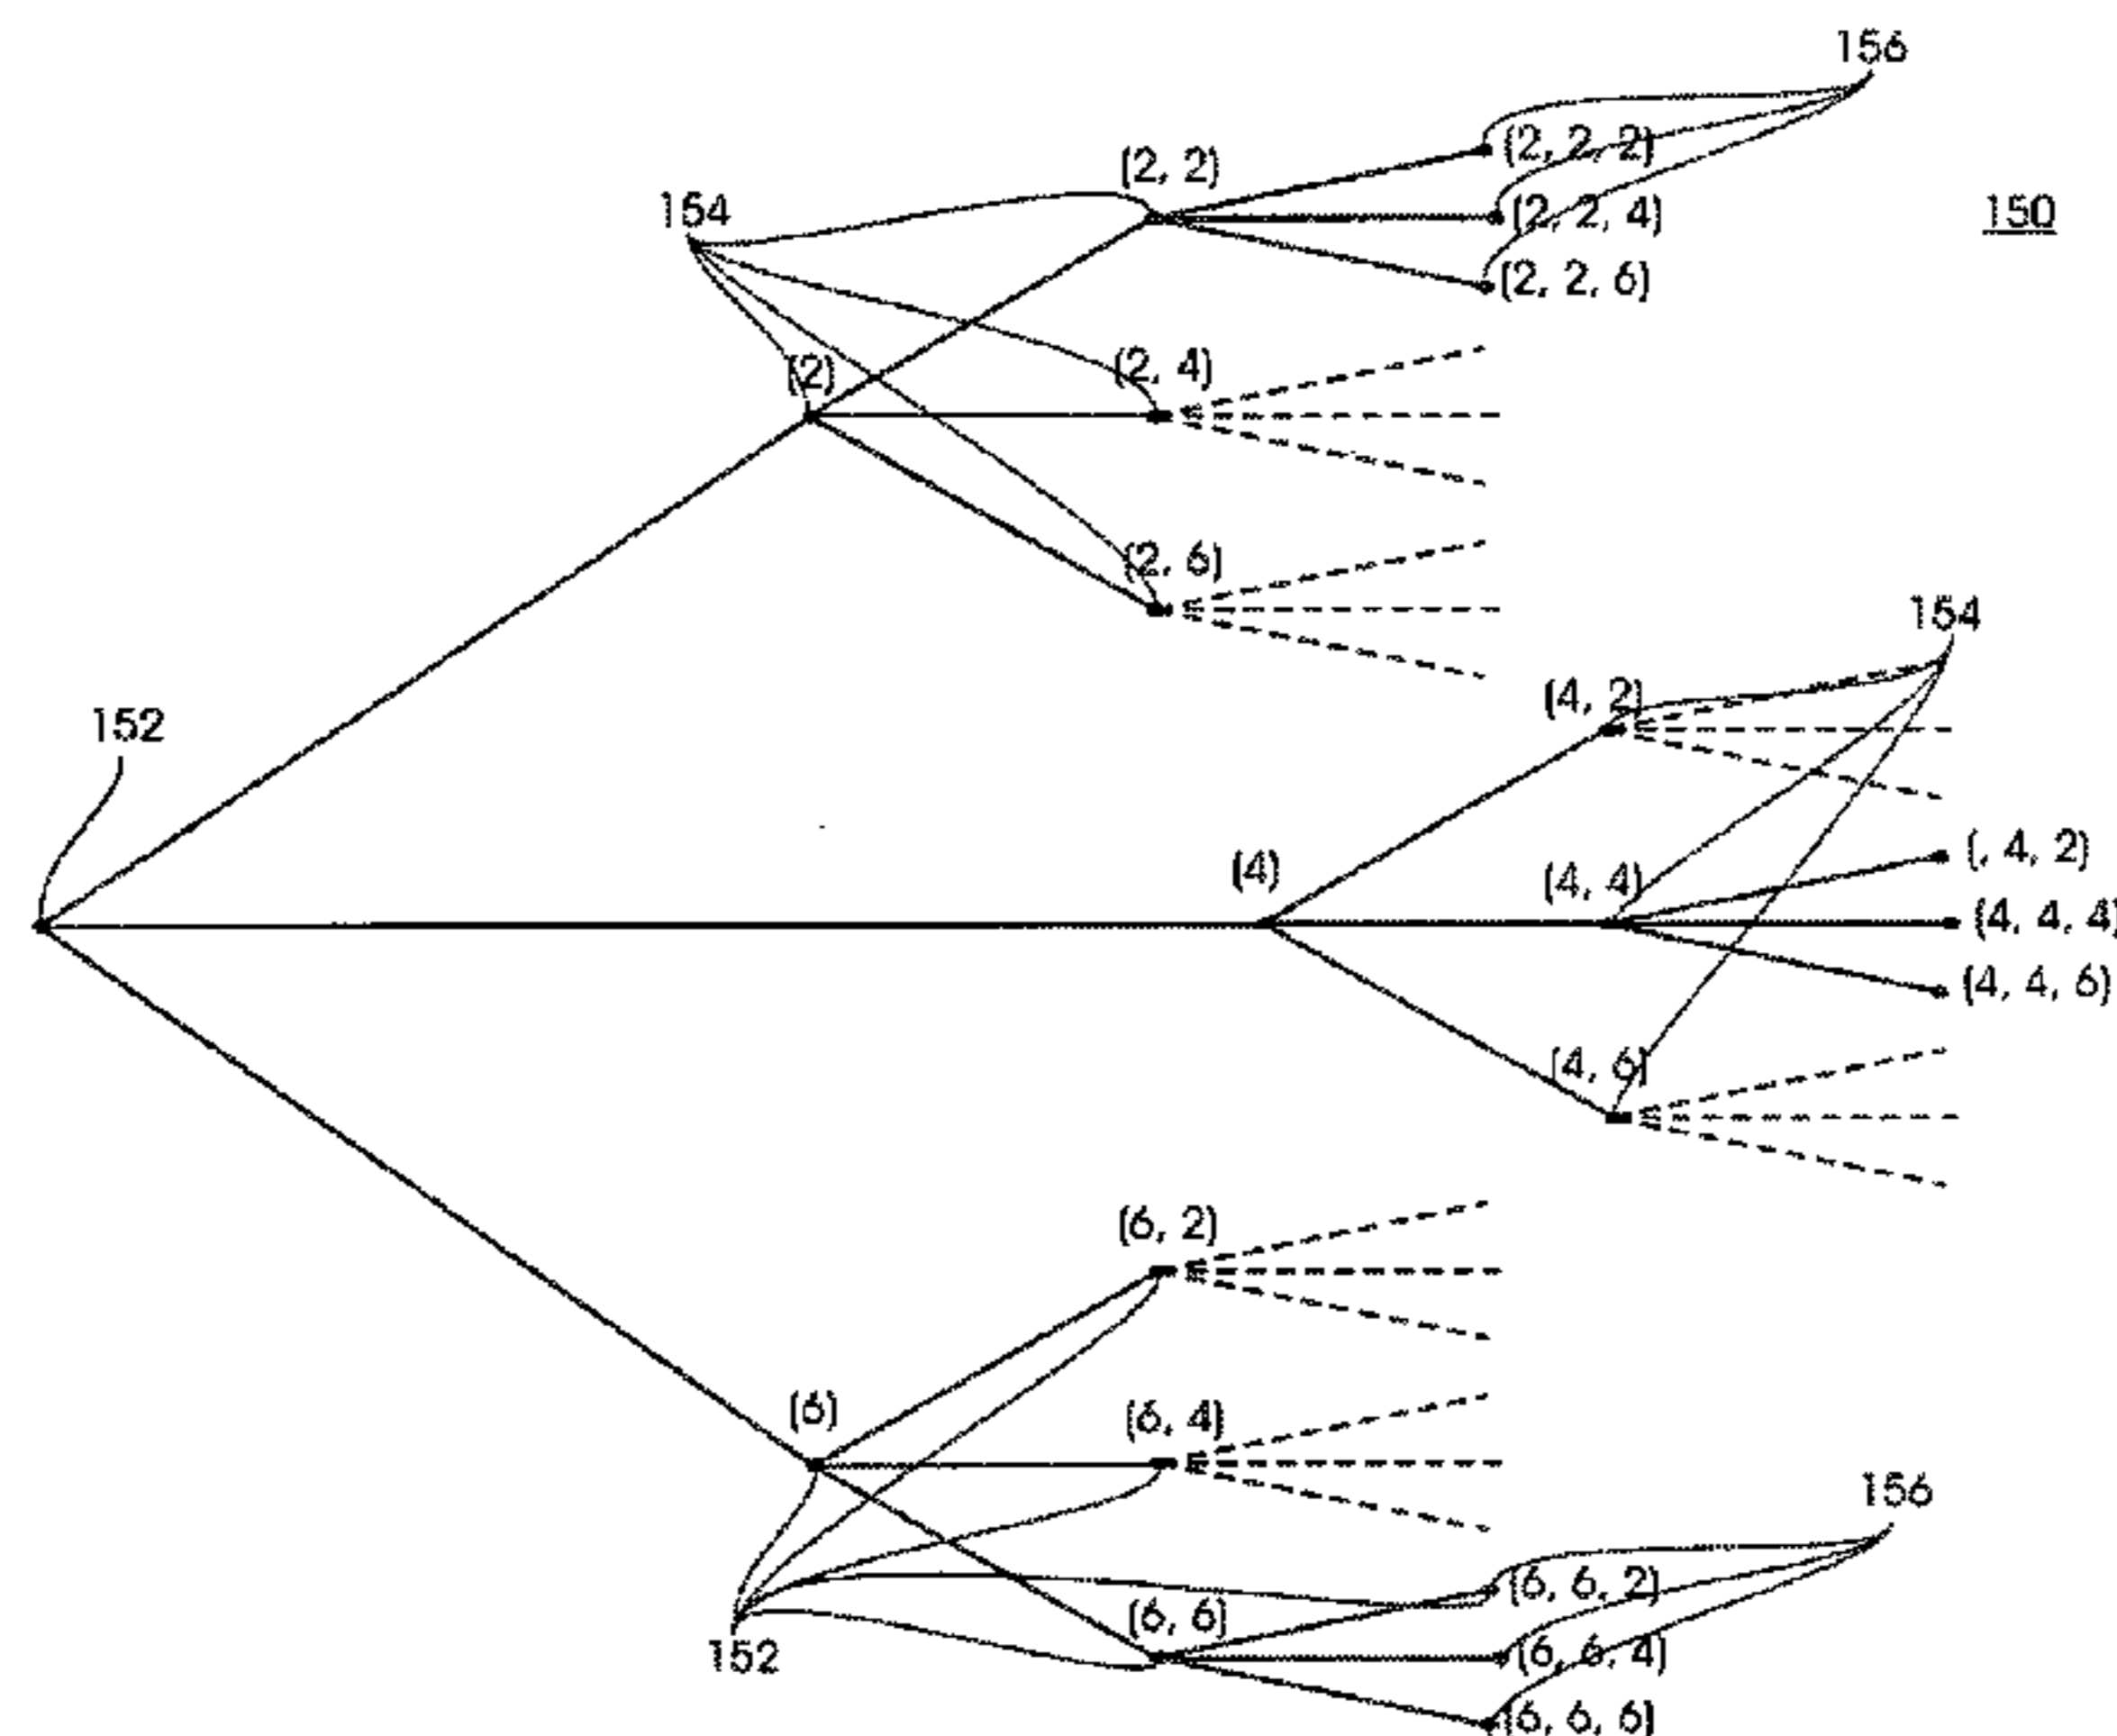 156
(2, 2, 2)
(2, 2)
154
(2, 2, 4)
150
(2, 2, 6)
(2)
(2, 4)
(2, 6)
154
(4, 2)
152
(, 4, 2)
(4)
(4, 4)
(4, 4, 4)
(4, 4, 6)
(4, 6)
(6, 2)
(6)
(6, 4)
156
(6, 6, 2)
(6, 6)
152
(6, 6, 4)
(6, 6, 6)